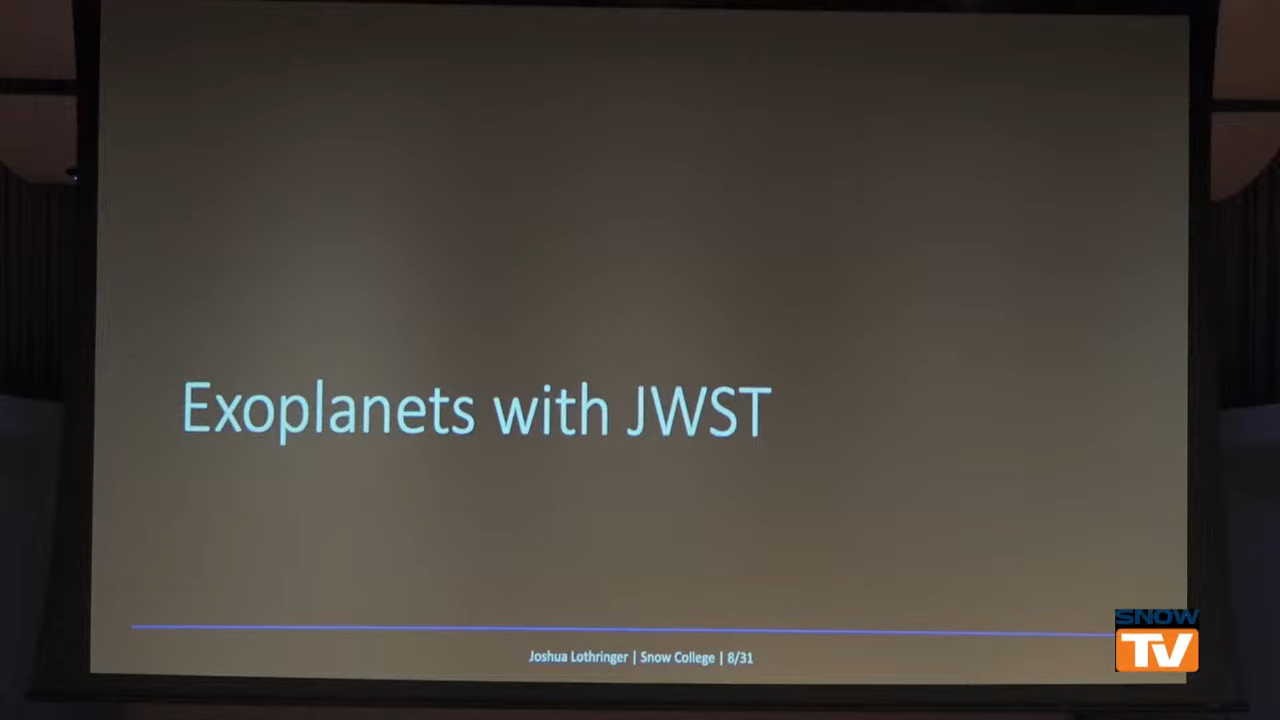 Exoplanets with JWST
Joshua Lothringer | Snow College | 8/31
SNOW
TV